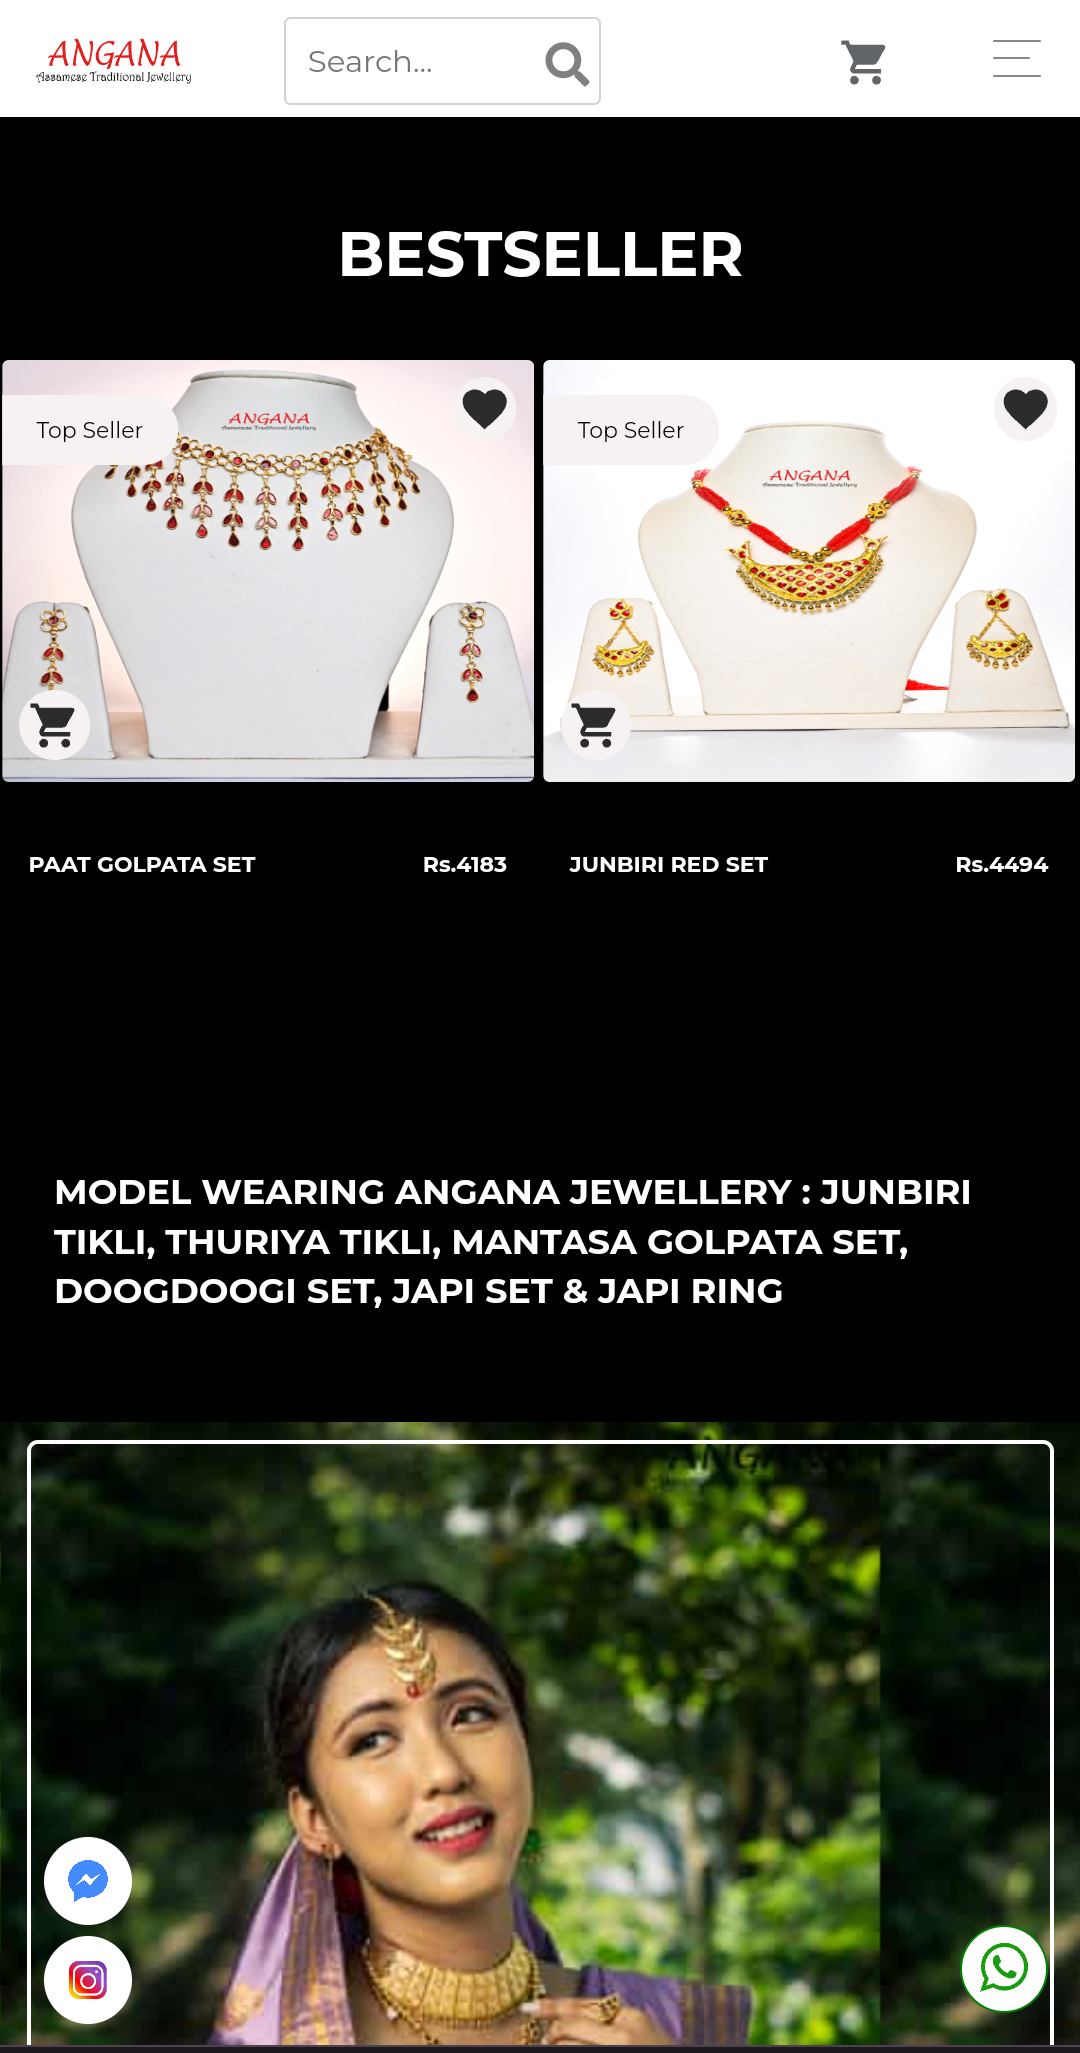 ANGANA
Assamese Traditional Jewellery
Search...
BESTSELLER
Top Seller
ANGANA
Assamese Traditional Jewellery
Top Seller
ANGANA
Assamese Traditional Jewellery
PAAT GOLPATA SET Rs.4183
JUNBIRI RED SET Rs.4494
MODEL WEARING ANGANA JEWELLERY : JUNBIRI
TIKLI, THURIYA TIKLI, MANTASA GOLPATA SET,
DOOGDOOGI SET, JAPI SET & JAPI RING